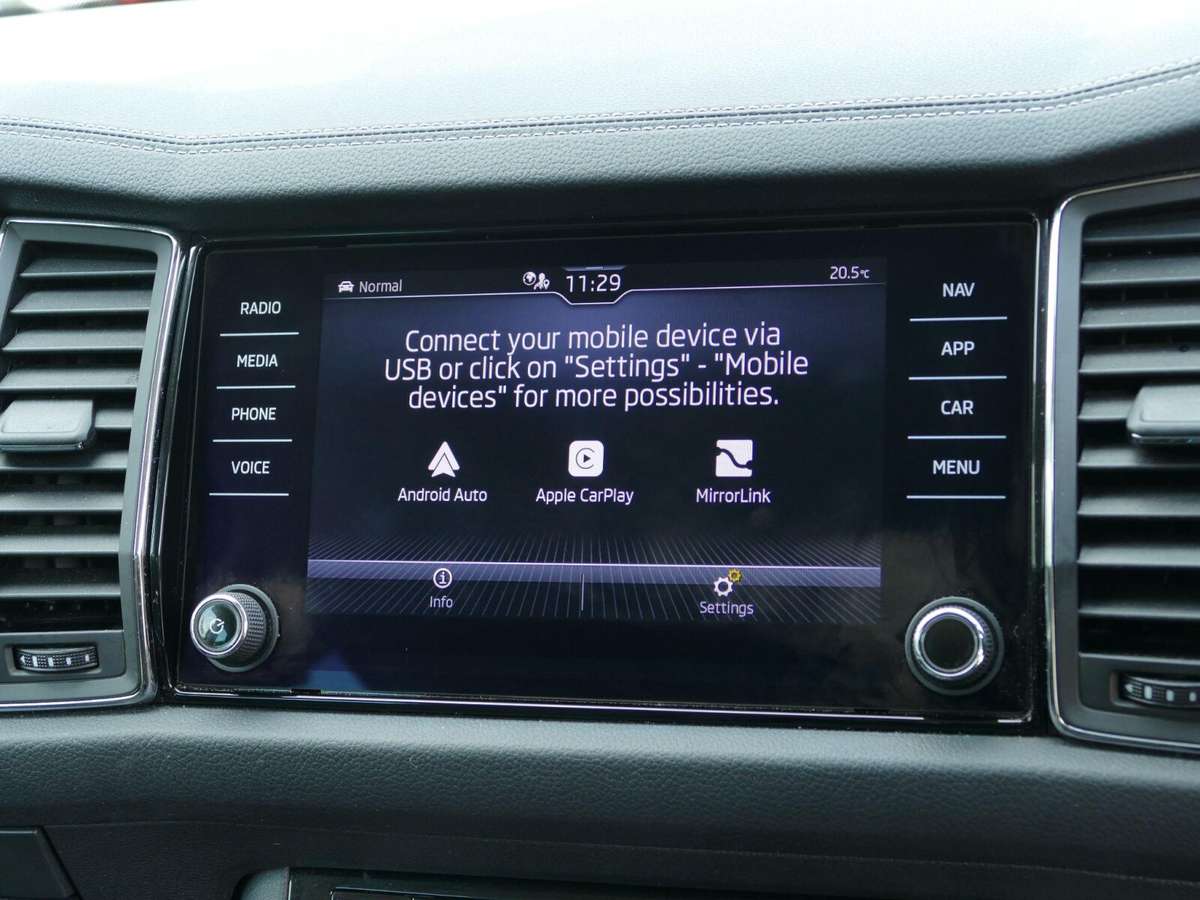 Normal
11:29
20.5°C
RADIO
MEDIA
PHONE
VOICE
Connect your mobile device via
USB or click on "Settings" - "Mobile
devices" for more possibilities.
Android Auto
Apple CarPlay
MirrorLink
Info
Settings
NAV
APP
CAR
MENU